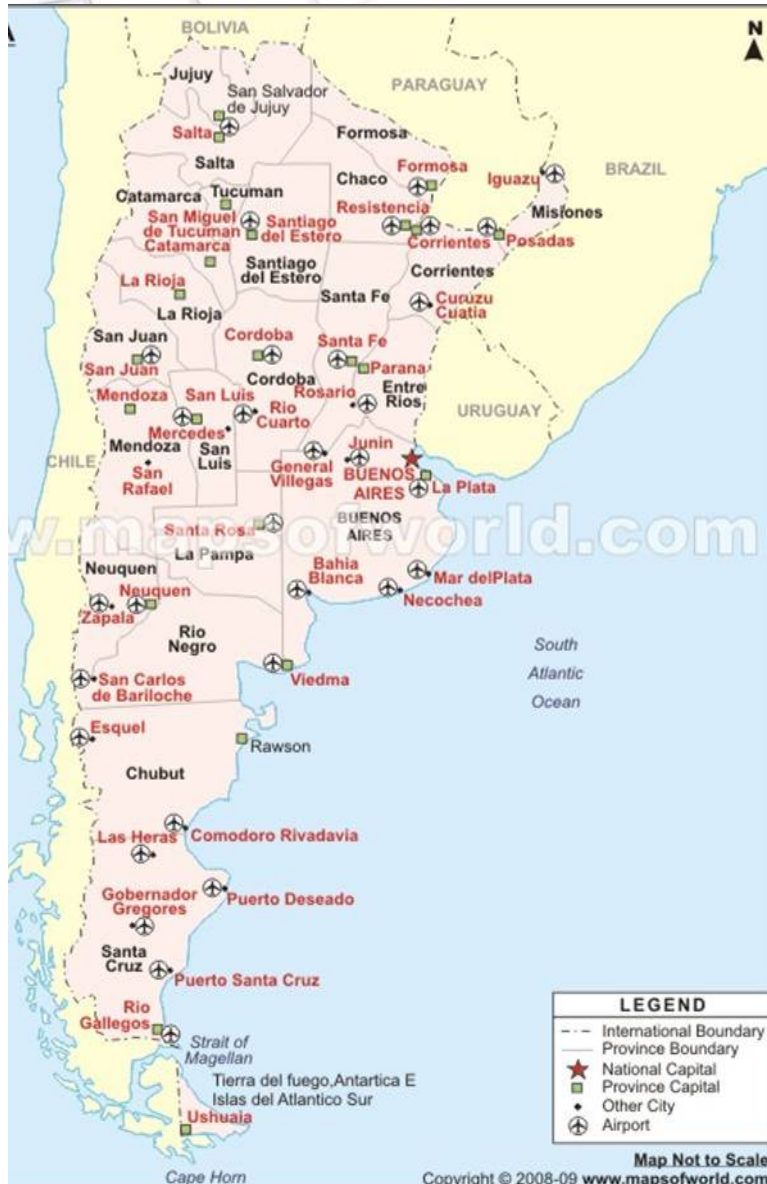 BOLIVIA
N
Jujuy
PARAGUAY
San Salvador
de Jujuy
Salta
Formosa
Salta
Formosa
Iguazu
BRAZIL
Chaco
Catamarca
Tucuman
Resistencia
Misiones
San Miguel
de Tucuman
Santiago
del Estero
Corrientes
Posadas
Catamarca
Santiago
del Estero
Corrientes
La Rioja
Santa Fe
Curuzu
Cuatia
La Rioja
San Juan
Cordoba
Santa Fe
San Juan
Cordoba
Parana
Mendoza
San Luis
Rosario
Entre
Rios
Rio
Cuarto
URUGUAY
Mercedes
CHILE
Mendoza
San
Luis
General
Villegas
Junin
BUENOS
AIRES
La Plata
San
Rafael
Santa Rosa
BUENOS
AIRES
w.mapsofworld.com
La Pampa
Neuquen
Bahia
Blanca
Mar delPlata
Neuquen
Necochea
Zapala
Rio
Negro
South
Atlantic
Ocean
San Carlos
de Bariloche
Viedma
Esquel
Rawson
Chubut
Las Heras
Comodoro Rivadavia
Gobernador
Gregores
Puerto Deseado
Santa
Cruz
Puerto Santa Cruz
Rio
Gallegos
Strait of
Magellan
Tierra del fuego,Antartica E
Islas del Atlantico Sur
Ushuaia
Cape Horn
LEGEND
International Boundary
Province Boundary
National Capital
Province Capital
Other City
Airport
Map Not to Scale
Copyright © 2008-09 www.mapsofworld.com